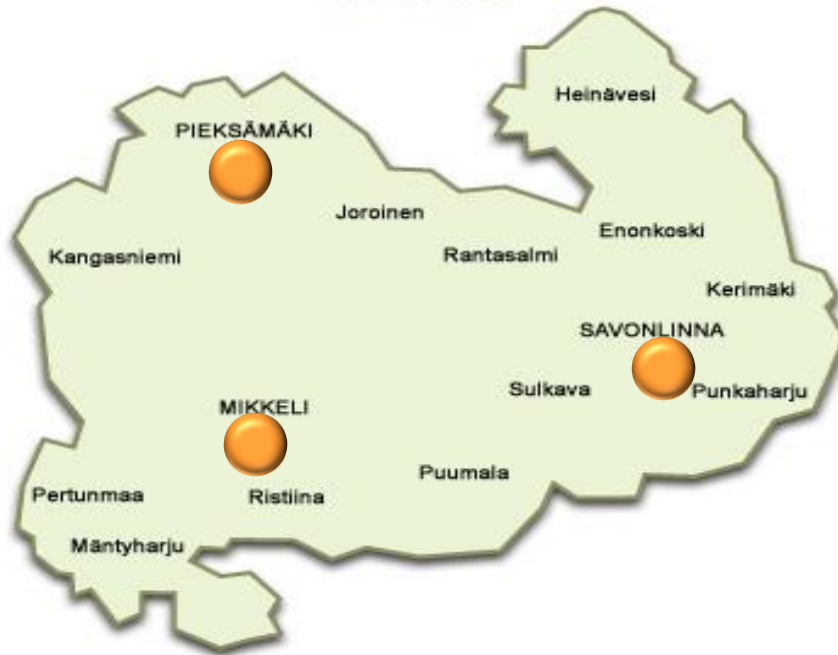 Heinävesi
PIEKSÄMÄKI
Joroinen
Enonkoski
Kangasniemi
Rantasalmi
Kerimäki
SAVONLINNA
Sulkava
Punkaharju
MIKKELI
Puumala
Pertunmaa
Ristiina
Mäntyharju